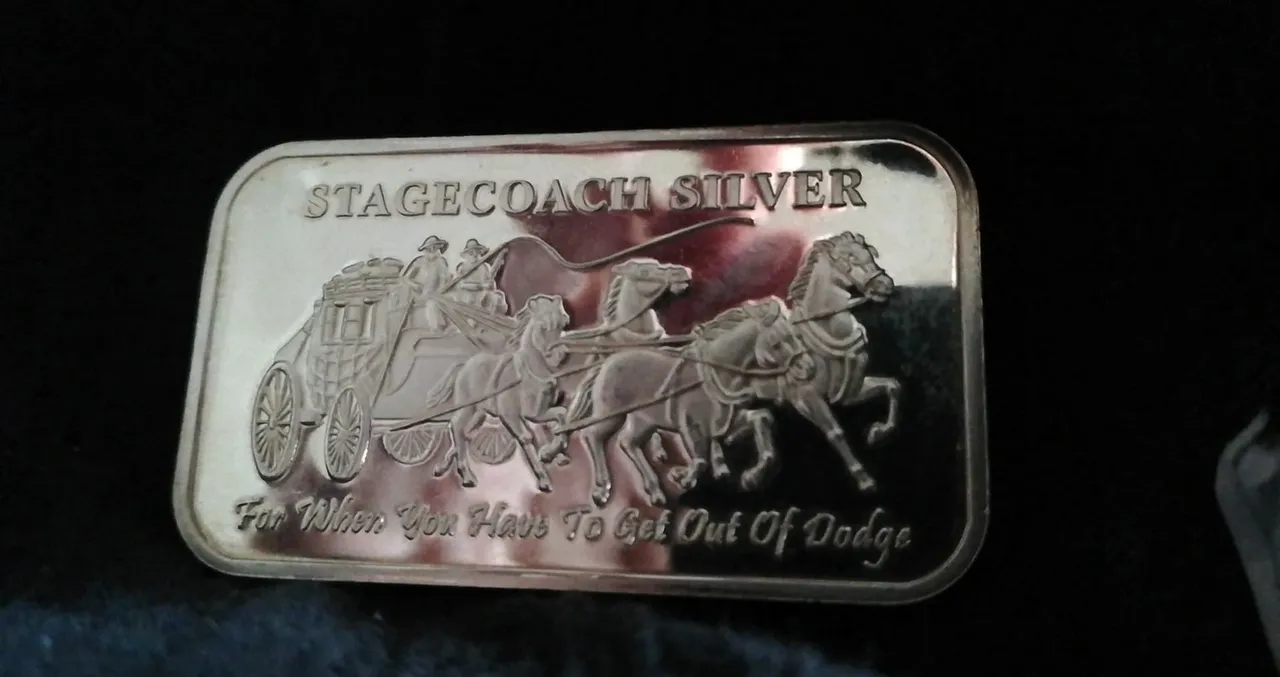 STAGECOACH SILVER
For When You Have To Get Out Of Dodge